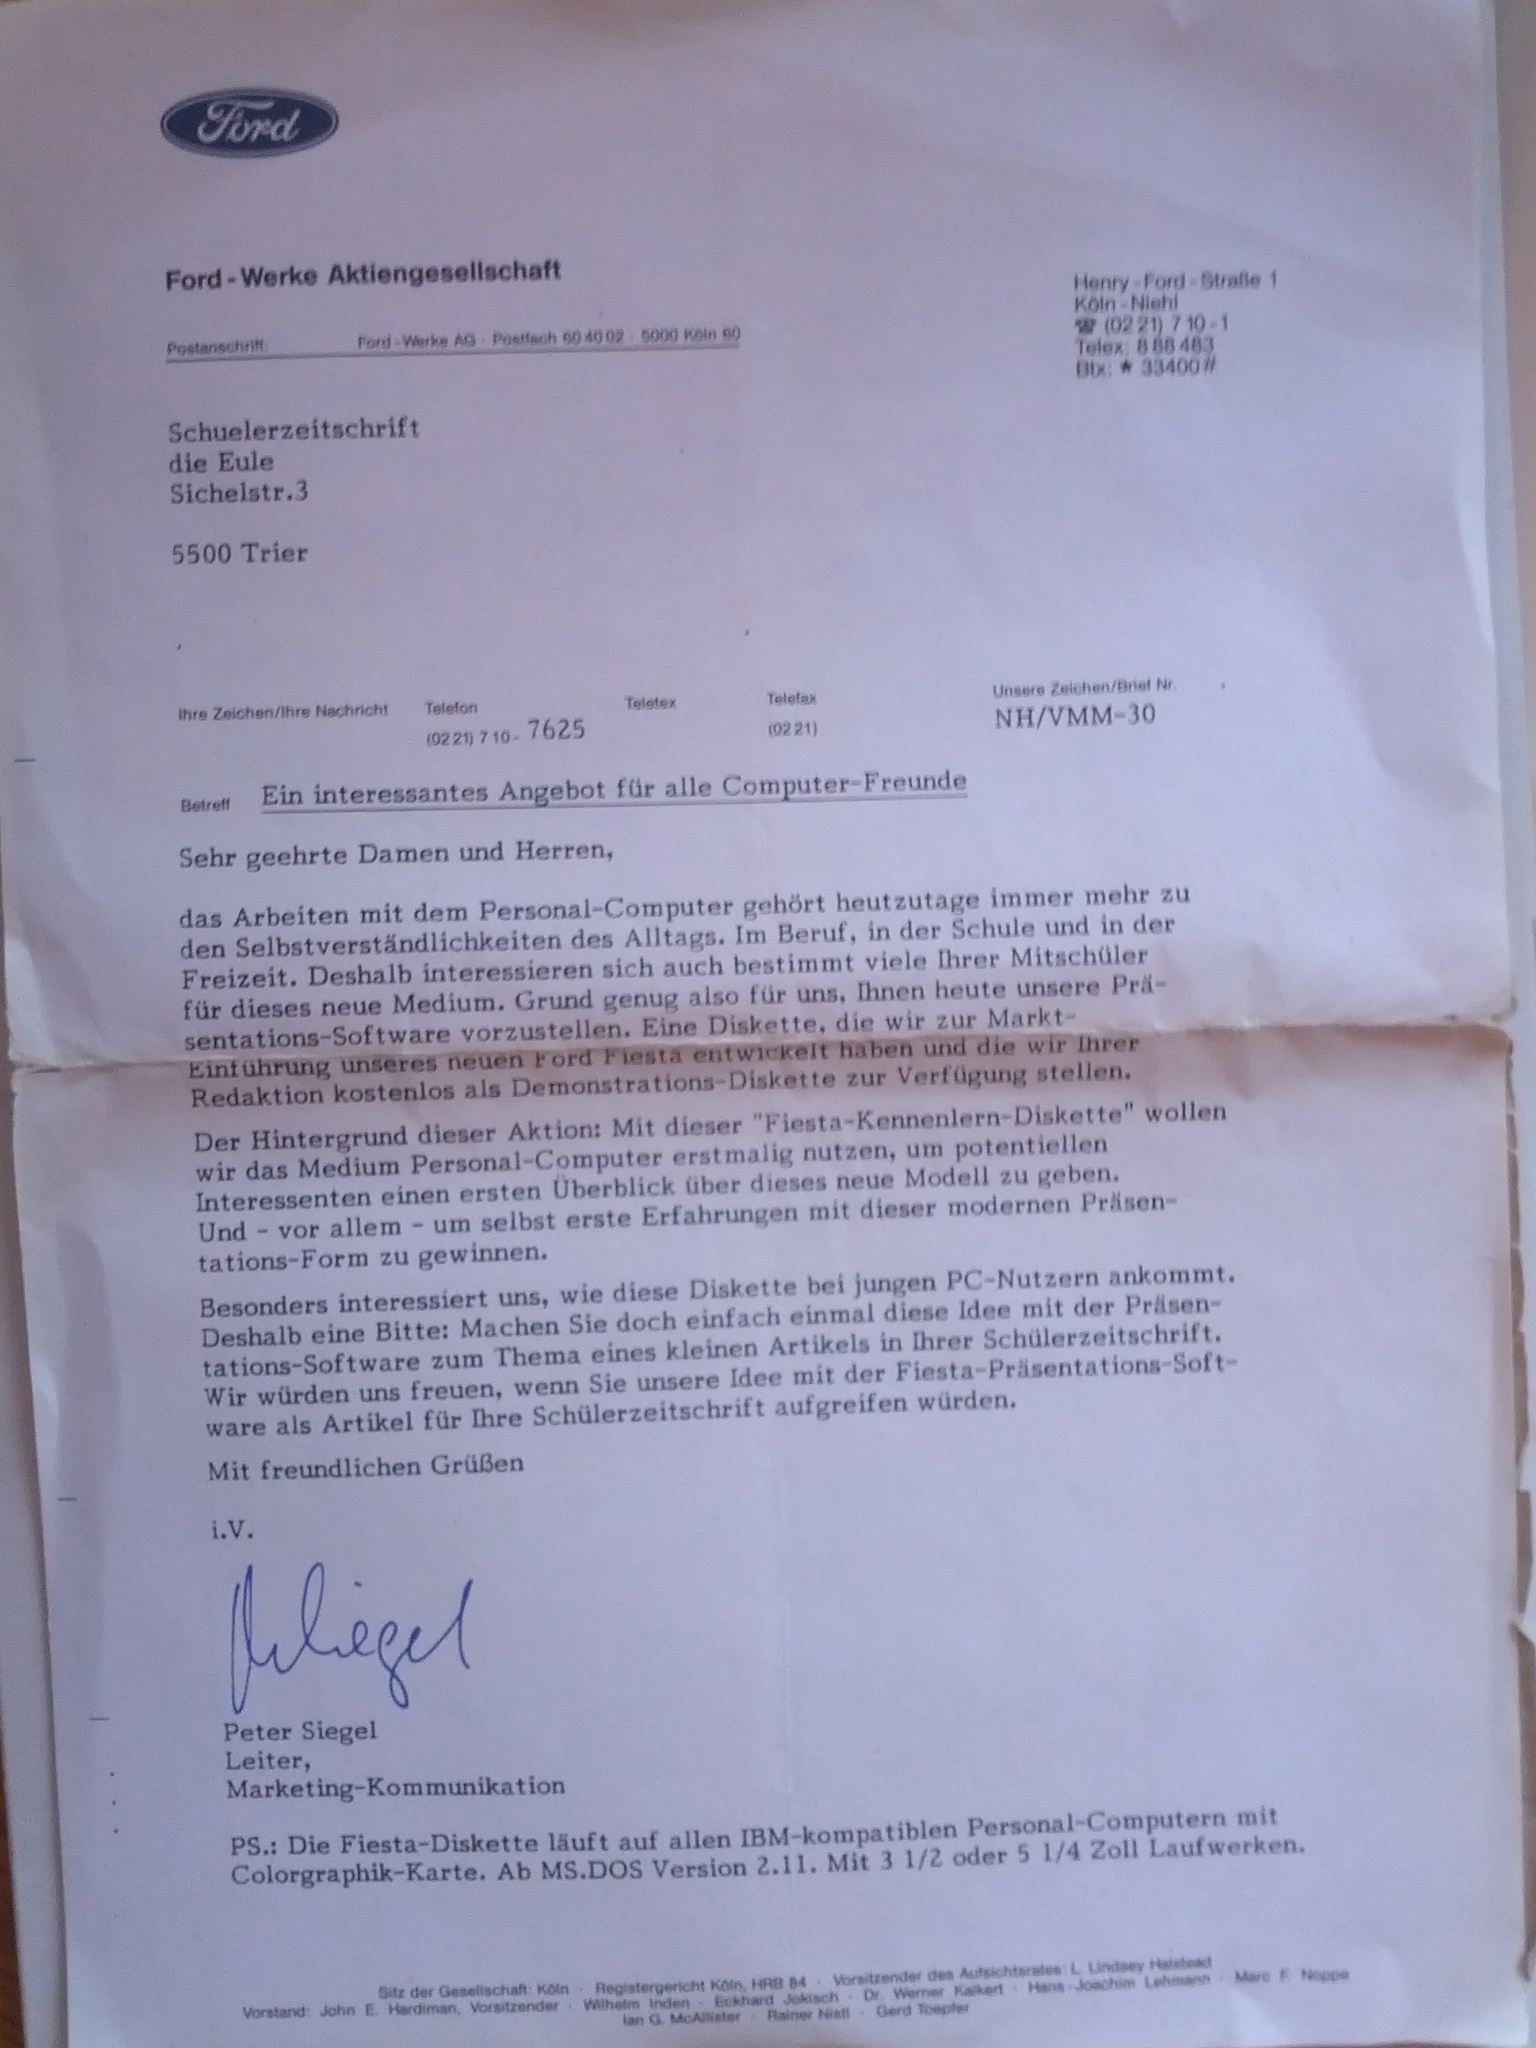 Ford
Ford-Werke Aktiengesellschaft
Henry-Ford-Straße 1
Köln-Niehl
☎ (02 21) 7 10-1
Telex: 8 88 483
Btx: * 33400#
Postanschrift: Ford-Werke AG · Postfach 60 40 02 · 5000 Köln 60
Schuelerzeitschrift
die Eule
Sichelstr.3
5500 Trier
Ihre Zeichen/Ihre Nachricht Telefon Teletex Telefax Unsere Zeichen/Brief Nr.
(02 21) 7 10- 7625 (02 21) NH/VMM-30
Betreff Ein interessantes Angebot für alle Computer-Freunde
Sehr geehrte Damen und Herren,
das Arbeiten mit dem Personal-Computer gehört heutzutage immer mehr zu
den Selbstverständlichkeiten des Alltags. Im Beruf, in der Schule und in der
Freizeit. Deshalb interessieren sich auch bestimmt viele Ihrer Mitschüler
für dieses neue Medium. Grund genug also für uns, Ihnen heute unsere Prä-
sentations-Software vorzustellen. Eine Diskette, die wir zur Markt-
Einführung unseres neuen Ford Fiesta entwickelt haben und die wir Ihrer
Redaktion kostenlos als Demonstrations-Diskette zur Verfügung stellen.
Der Hintergrund dieser Aktion: Mit dieser "Fiesta-Kennenlern-Diskette" wollen
wir das Medium Personal-Computer erstmalig nutzen, um potentiellen
Interessenten einen ersten Überblick über dieses neue Modell zu geben.
Und - vor allem - um selbst erste Erfahrungen mit dieser modernen Präsen-
tations-Form zu gewinnen.
Besonders interessiert uns, wie diese Diskette bei jungen PC-Nutzern ankommt.
Deshalb eine Bitte: Machen Sie doch einfach einmal diese Idee mit der Präsen-
tations-Software zum Thema eines kleinen Artikels in Ihrer Schülerzeitschrift.
Wir würden uns freuen, wenn Sie unsere Idee mit der Fiesta-Präsentations-Soft-
ware als Artikel für Ihre Schülerzeitschrift aufgreifen würden.
Mit freundlichen Grüßen
i.V.
Peter Siegel
Leiter,
Marketing-Kommunikation
PS.: Die Fiesta-Diskette läuft auf allen IBM-kompatiblen Personal-Computern mit
Colorgraphik-Karte. Ab MS.DOS Version 2.11. Mit 3 1/2 oder 5 1/4 Zoll Laufwerken.
Sitz der Gesellschaft: Köln · Registergericht Köln, HRB 84 · Vorsitzender des Aufsichtsrates: L. Lindsey Halstead
Vorstand: John E. Hardiman, Vorsitzender · Wilhelm Inden · Eckhard Jokisch · Dr. Werner Kalkert · Hans-Joachim Lehmann · Marc F. Noppe
Ian G. McAllister · Rainer Nistl · Gerd Toepfer